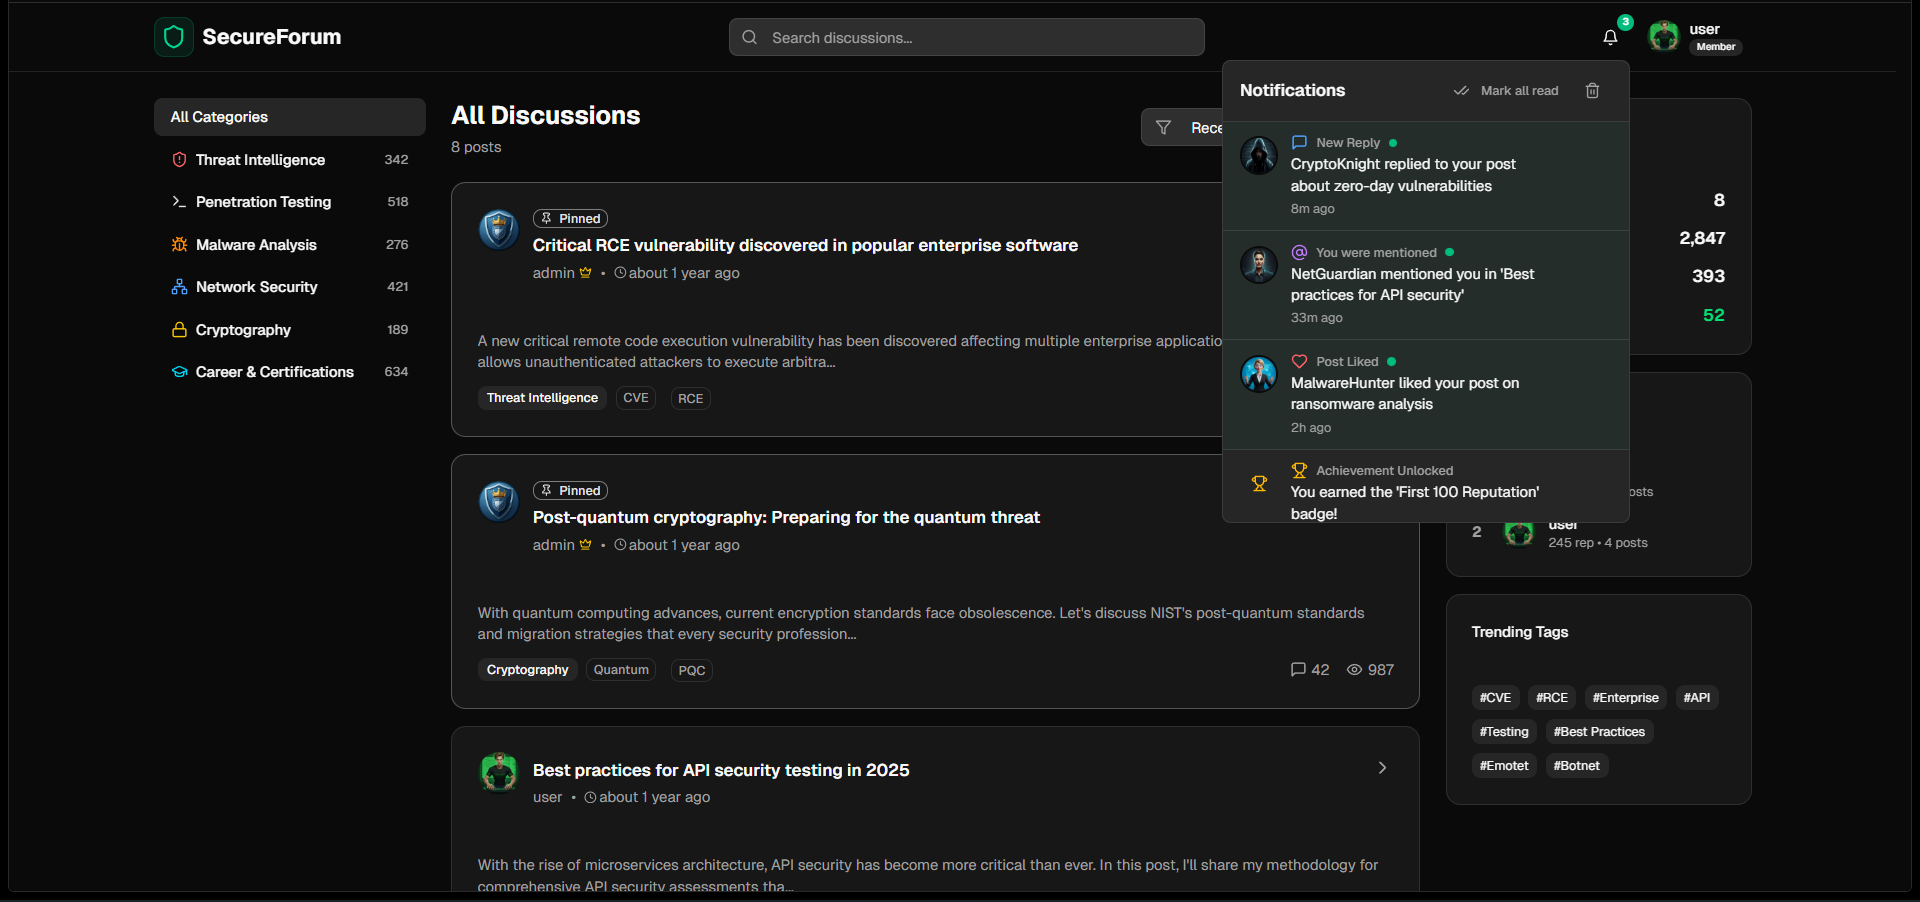 SecureForum
Search discussions...
3
user
Member
All Categories
Threat Intelligence 342
Penetration Testing 518
Malware Analysis 276
Network Security 421
Cryptography 189
Career & Certifications 634
All Discussions
8 posts
Rece
Pinned
Critical RCE vulnerability discovered in popular enterprise software
admin • about 1 year ago
A new critical remote code execution vulnerability has been discovered affecting multiple enterprise applicatio
allows unauthenticated attackers to execute arbitra...
Threat Intelligence CVE RCE
Pinned
Post-quantum cryptography: Preparing for the quantum threat
admin • about 1 year ago
With quantum computing advances, current encryption standards face obsolescence. Let's discuss NIST's post-quantum standards
and migration strategies that every security profession...
Cryptography Quantum PQC 42 987
Best practices for API security testing in 2025
user • about 1 year ago
With the rise of microservices architecture, API security has become more critical than ever. In this post, I'll share my methodology for
comprehensive API security assessments tha...
Notifications Mark all read
New Reply
CryptoKnight replied to your post
about zero-day vulnerabilities
8m ago
@ You were mentioned
NetGuardian mentioned you in 'Best
practices for API security'
33m ago
Post Liked
MalwareHunter liked your post on
ransomware analysis
2h ago
Achievement Unlocked
You earned the 'First 100 Reputation'
badge!
8
2,847
393
52
osts
2 user
245 rep • 4 posts
Trending Tags
#CVE #RCE #Enterprise #API
#Testing #Best Practices
#Emotet #Botnet